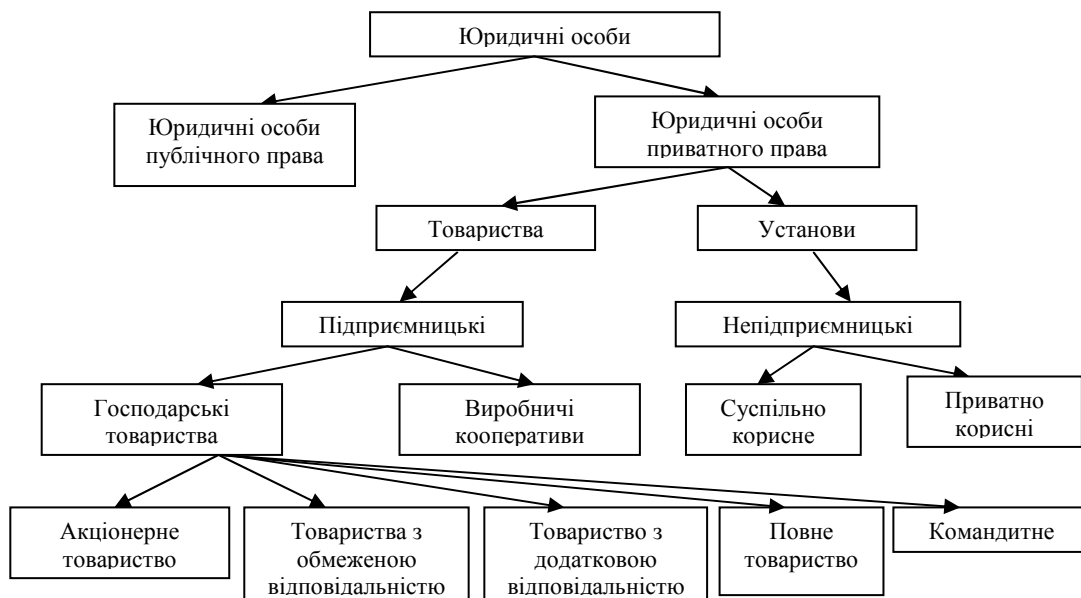 Юридичні особи
Юридичні особи
публічного права
Юридичні особи
приватного права
Товариства
Установи
Підприємницькі
Непідприємницькі
Господарські
товариства
Виробничі
кооперативи
Суспільно
корисне
Приватно
корисні
Акціонерне
товариство
Товариства з
обмеженою
відповідальністю
Товариство з
додатковою
відповідальністю
Повне
товариство
Командитне